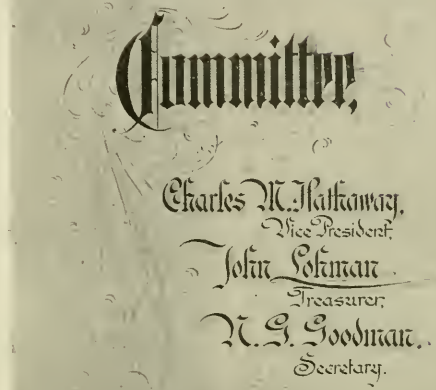 Committee,
Charles M. Hathaway,
Vice President,
John Lohman
Treasurer,
N. G. Goodman,
Secretary.